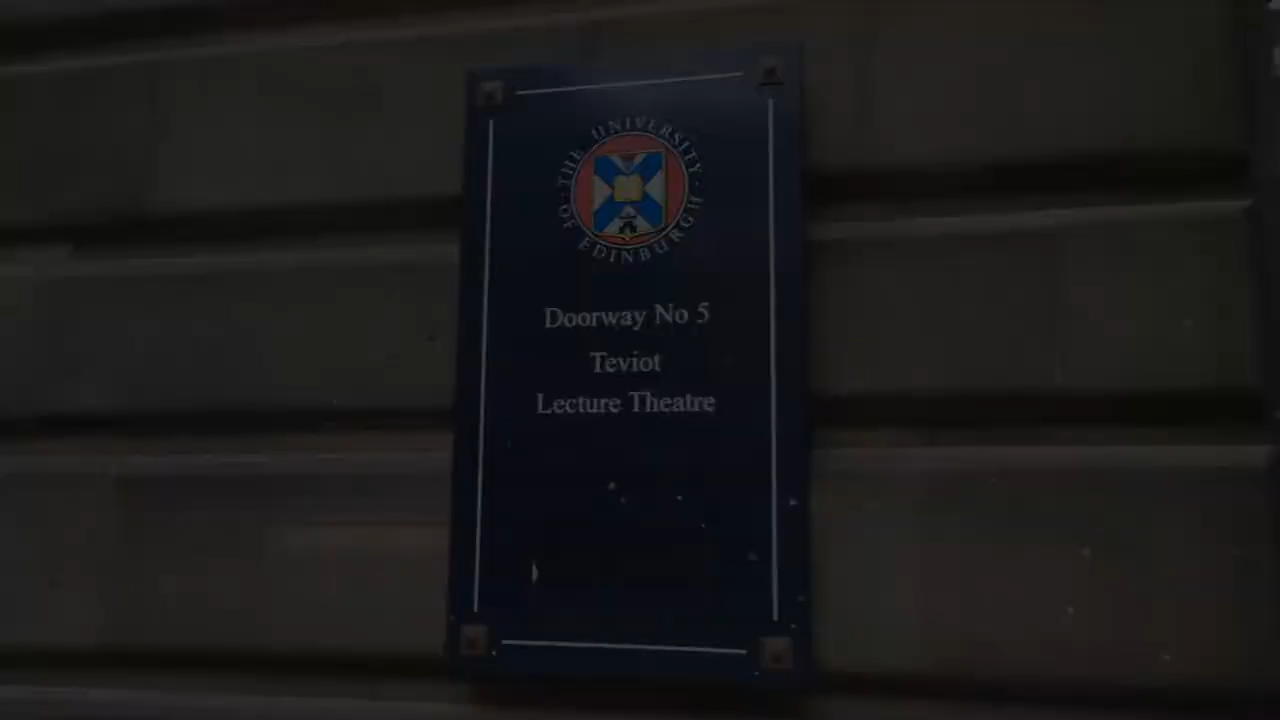 THE UNIVERSITY
OF EDINBURGH
Doorway No 5
Teviot
Lecture Theatre